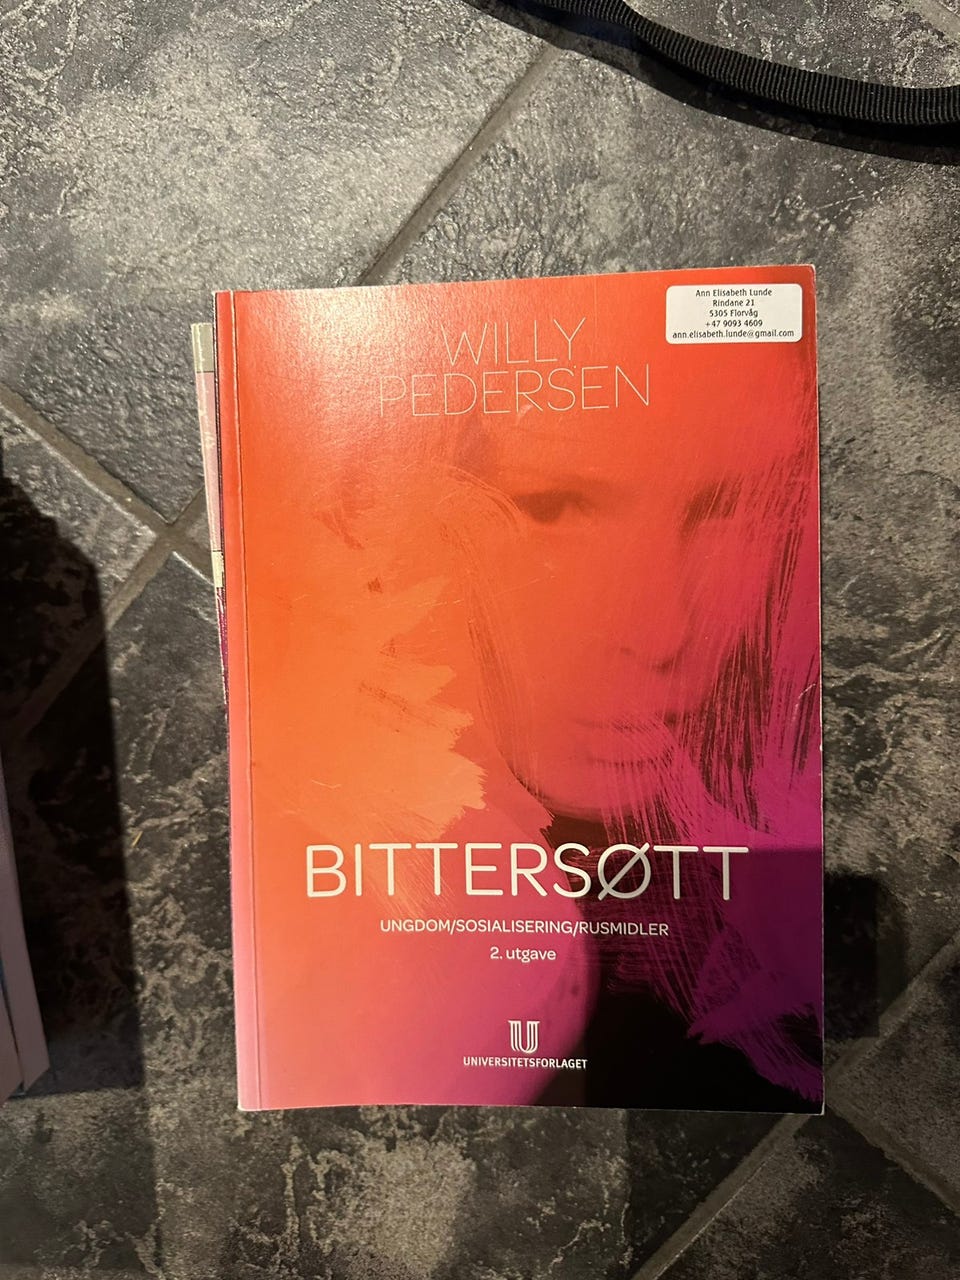 Ann Elisabeth Lunde
Rindane 21
5305 Florvåg
+47 9093 4609
ann.elisabeth.lunde@gmail.com
WILLY
PEDERSEN
BITTERSØTT
UNGDOM/SOSIALISERING/RUSMIDLER
2. utgave
U
UNIVERSITETSFORLAGET